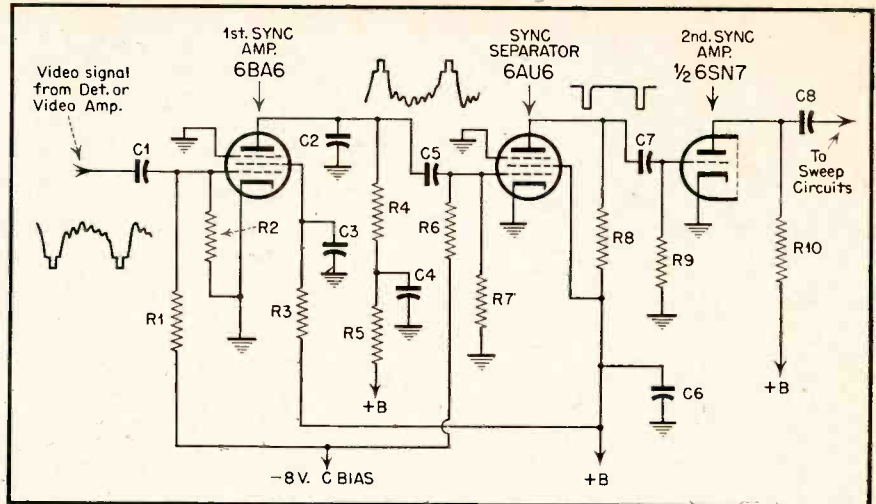 1st. SYNC
AMP.
6BA6
SYNC
SEPARATOR
6AU6
2nd. SYNC
AMP.
½ 6SN7
Video signal
from Det. or
Video Amp.
C1
C2
C5
C7
C8
To
Sweep
Circuits
R2
C3
R4
R6
R8
R9
R10
C4
R1
R3
R5
R7
+B
C6
+B
-8V. C BIAS
+B